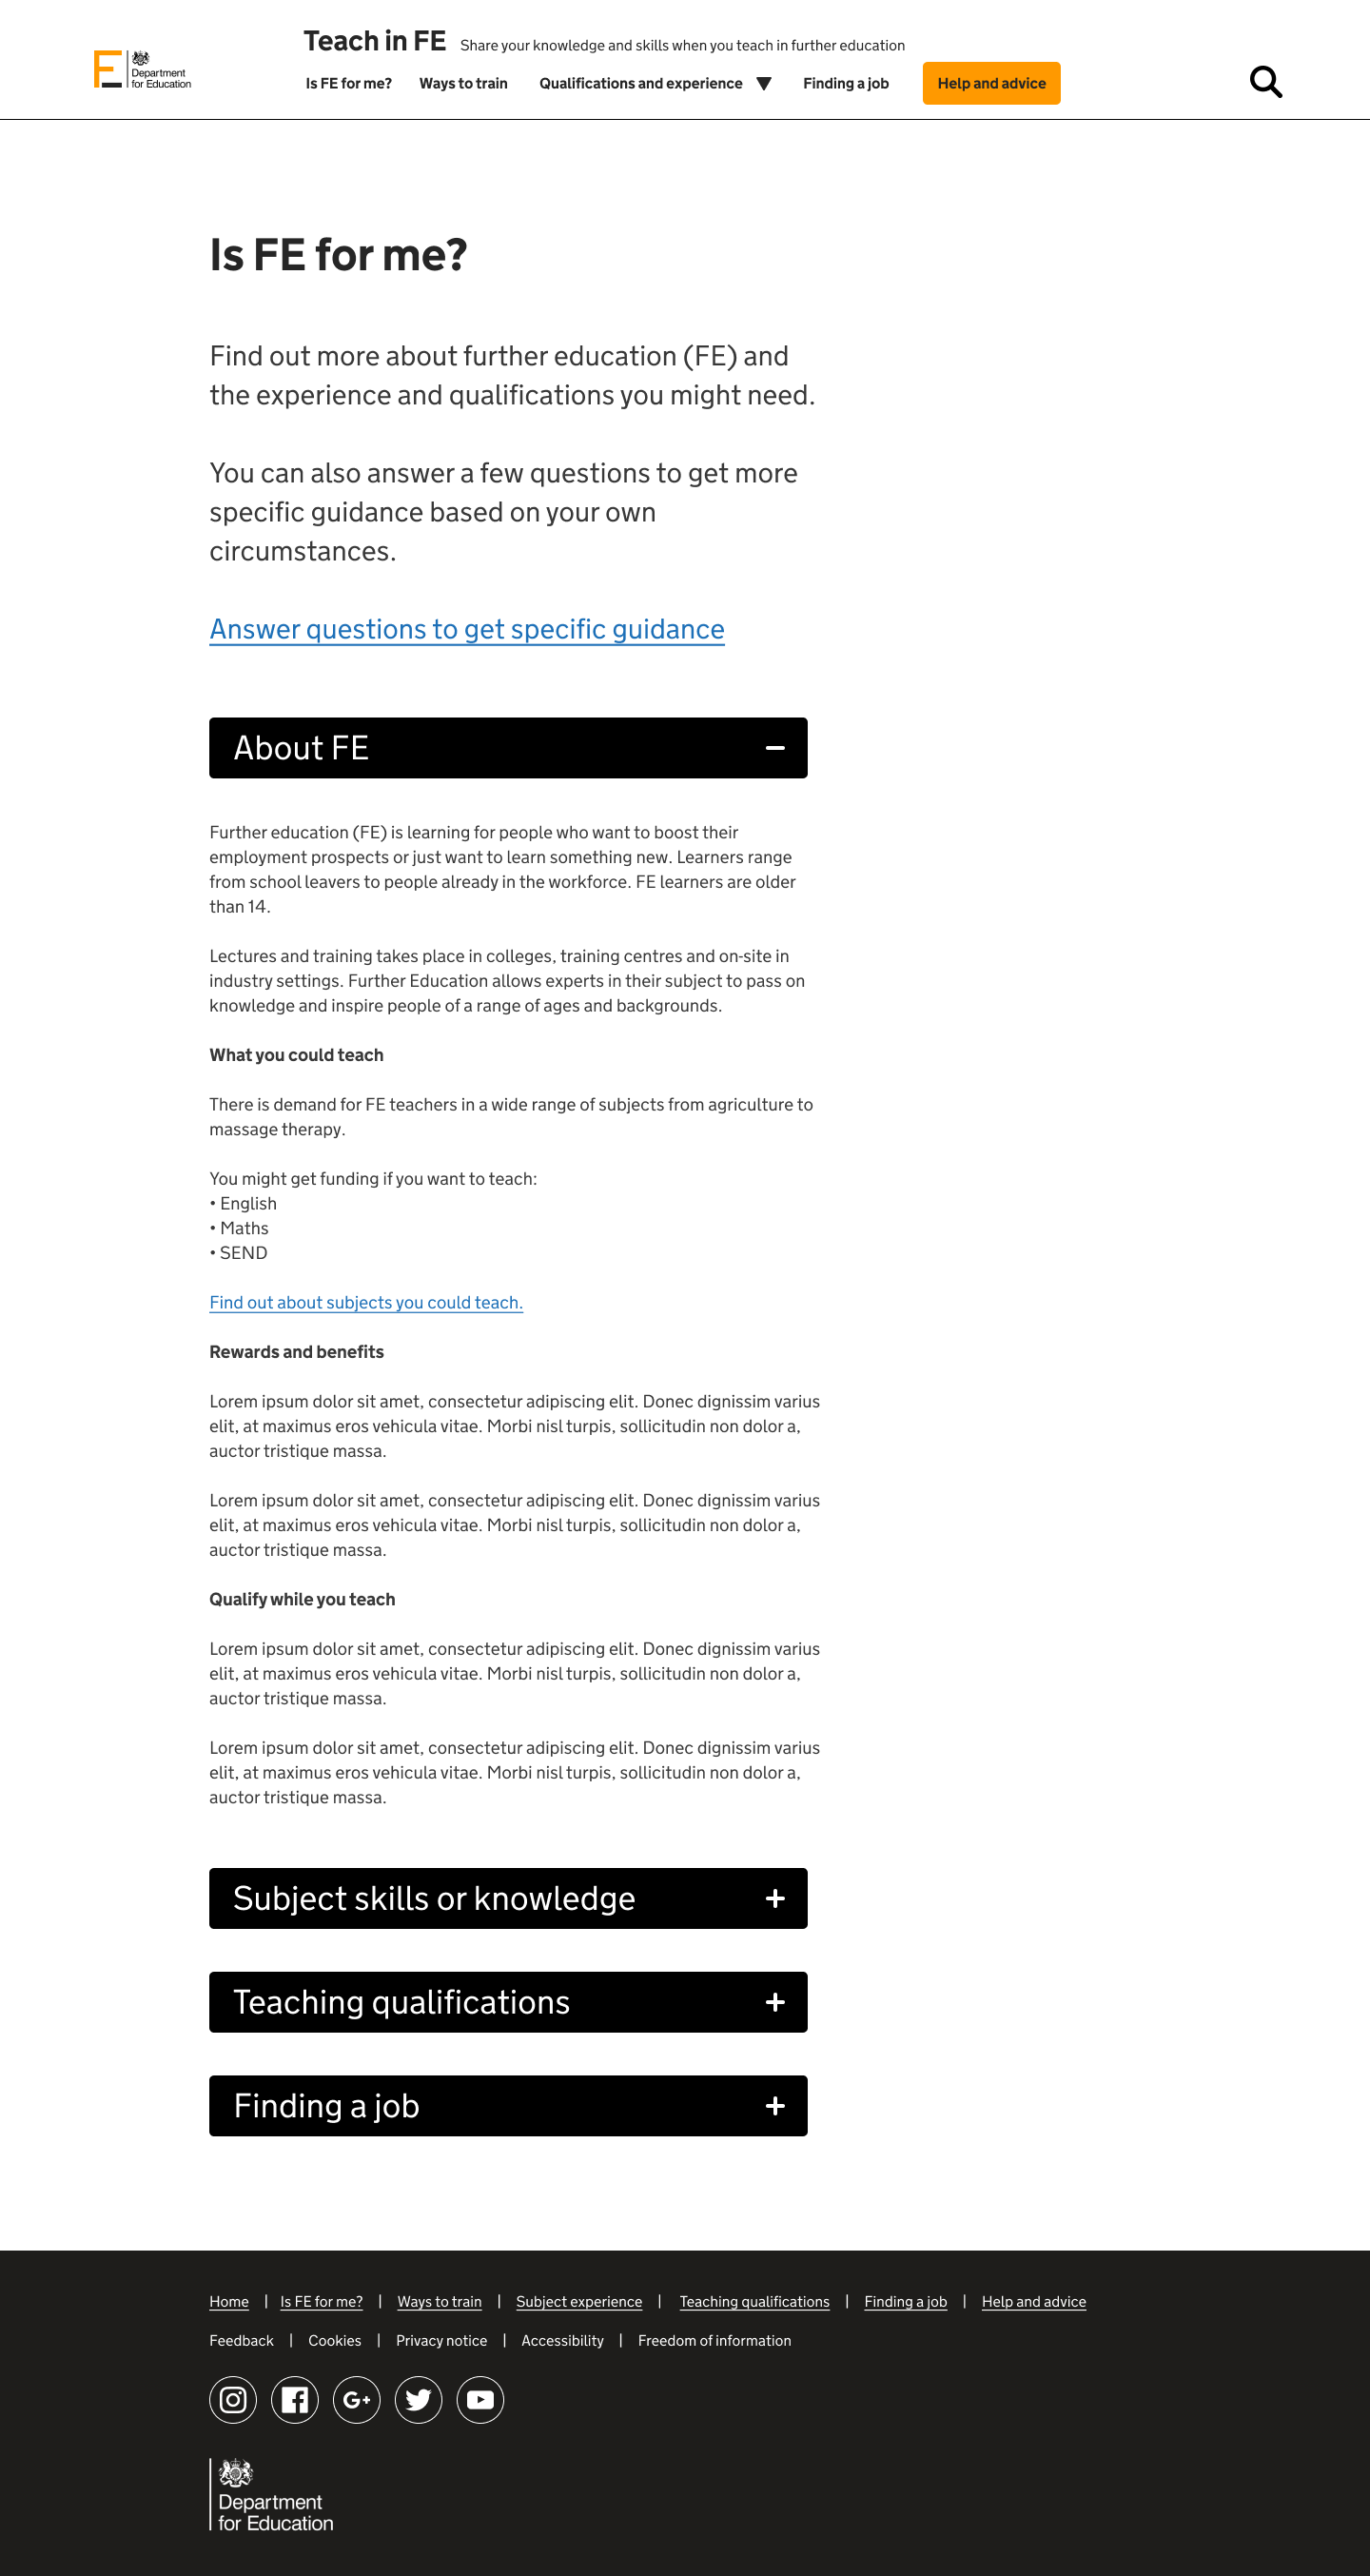 Teach in FE Share your knowledge and skills when you teach in further education
FE
Department
for Education
Is FE for me? Ways to train Qualifications and experience Finding a job Help and advice
Is FE for me?
Find out more about further education (FE) and
the experience and qualifications you might need.
You can also answer a few questions to get more
specific guidance based on your own
circumstances.
Answer questions to get specific guidance
About FE
Further education (FE) is learning for people who want to boost their
employment prospects or just want to learn something new. Learners range
from school leavers to people already in the workforce. FE learners are older
than 14.
Lectures and training takes place in colleges, training centres and on-site in
industry settings. Further Education allows experts in their subject to pass on
knowledge and inspire people of a range of ages and backgrounds.
What you could teach
There is demand for FE teachers in a wide range of subjects from agriculture to
massage therapy.
You might get funding if you want to teach:
• English
• Maths
• SEND
Find out about subjects you could teach.
Rewards and benefits
Lorem ipsum dolor sit amet, consectetur adipiscing elit. Donec dignissim varius
elit, at maximus eros vehicula vitae. Morbi nisl turpis, sollicitudin non dolor a,
auctor tristique massa.
Lorem ipsum dolor sit amet, consectetur adipiscing elit. Donec dignissim varius
elit, at maximus eros vehicula vitae. Morbi nisl turpis, sollicitudin non dolor a,
auctor tristique massa.
Qualify while you teach
Lorem ipsum dolor sit amet, consectetur adipiscing elit. Donec dignissim varius
elit, at maximus eros vehicula vitae. Morbi nisl turpis, sollicitudin non dolor a,
auctor tristique massa.
Lorem ipsum dolor sit amet, consectetur adipiscing elit. Donec dignissim varius
elit, at maximus eros vehicula vitae. Morbi nisl turpis, sollicitudin non dolor a,
auctor tristique massa.
Subject skills or knowledge
Teaching qualifications
Finding a job
Home | Is FE for me? | Ways to train | Subject experience | Teaching qualifications | Finding a job | Help and advice
Feedback | Cookies | Privacy notice | Accessibility | Freedom of information
G+
Department
for Education